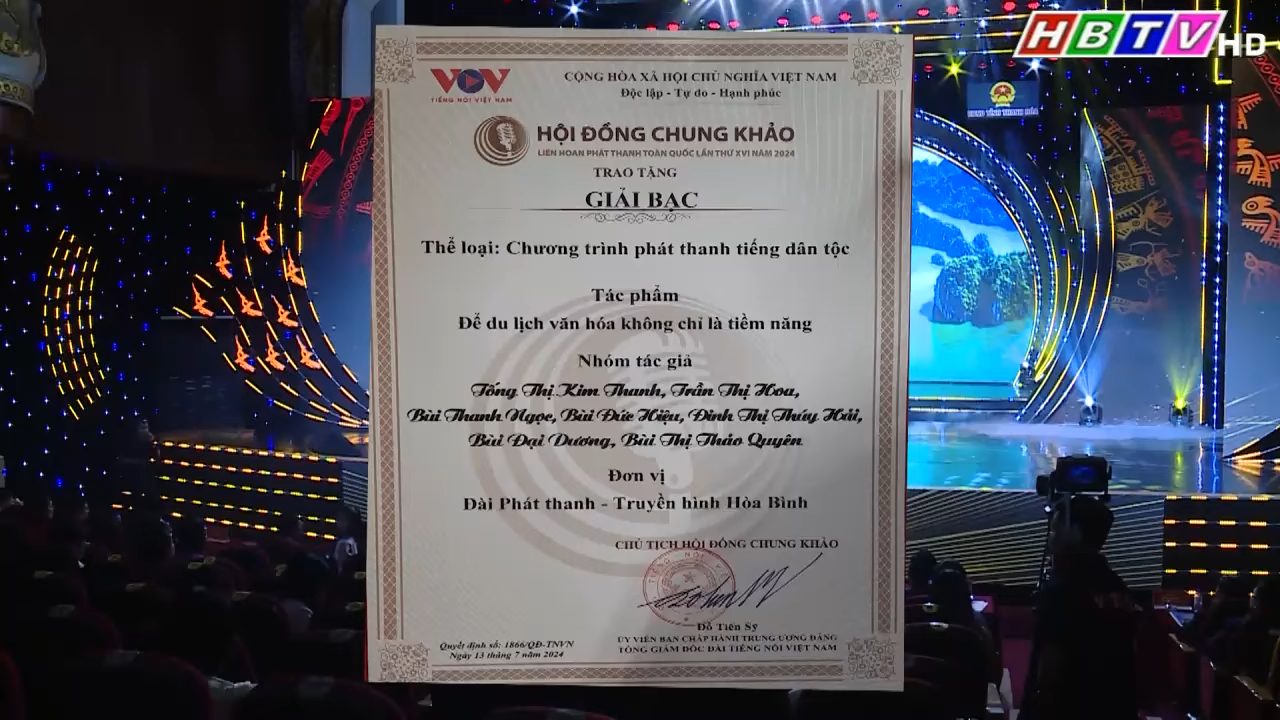 HBTV HD
UBND TỈNH THANH HÓA
VOV
TIẾNG NÓI VIỆT NAM
CỘNG HÒA XÃ HỘI CHỦ NGHĨA VIỆT NAM
Độc lập - Tự do - Hạnh phúc
HỘI ĐỒNG CHUNG KHẢO
LIÊN HOAN PHÁT THANH TOÀN QUỐC LẦN THỨ XVI NĂM 2024
TRAO TẶNG
GIẢI BẠC
Thể loại: Chương trình phát thanh tiếng dân tộc
Tác phẩm
Để du lịch văn hóa không chỉ là tiềm năng
Nhóm tác giả
Tống Thị Kim Thanh, Trần Thị Hoa,
Bùi Thanh Ngọc, Bùi Đức Hiệu, Đinh Thị Thúy Hải,
Bùi Đại Dương, Bùi Thị Thảo Quyên
Đơn vị
Đài Phát thanh - Truyền hình Hòa Bình
CHỦ TỊCH HỘI ĐỒNG CHUNG KHẢO
TIẾNG NÓI
Đỗ Tiến Sỹ
ỦY VIÊN BAN CHẤP HÀNH TRUNG ƯƠNG ĐẢNG
TỔNG GIÁM ĐỐC ĐÀI TIẾNG NÓI VIỆT NAM
Quyết định số: 1866/QĐ-TNVN
Ngày 13 tháng 7 năm 2024